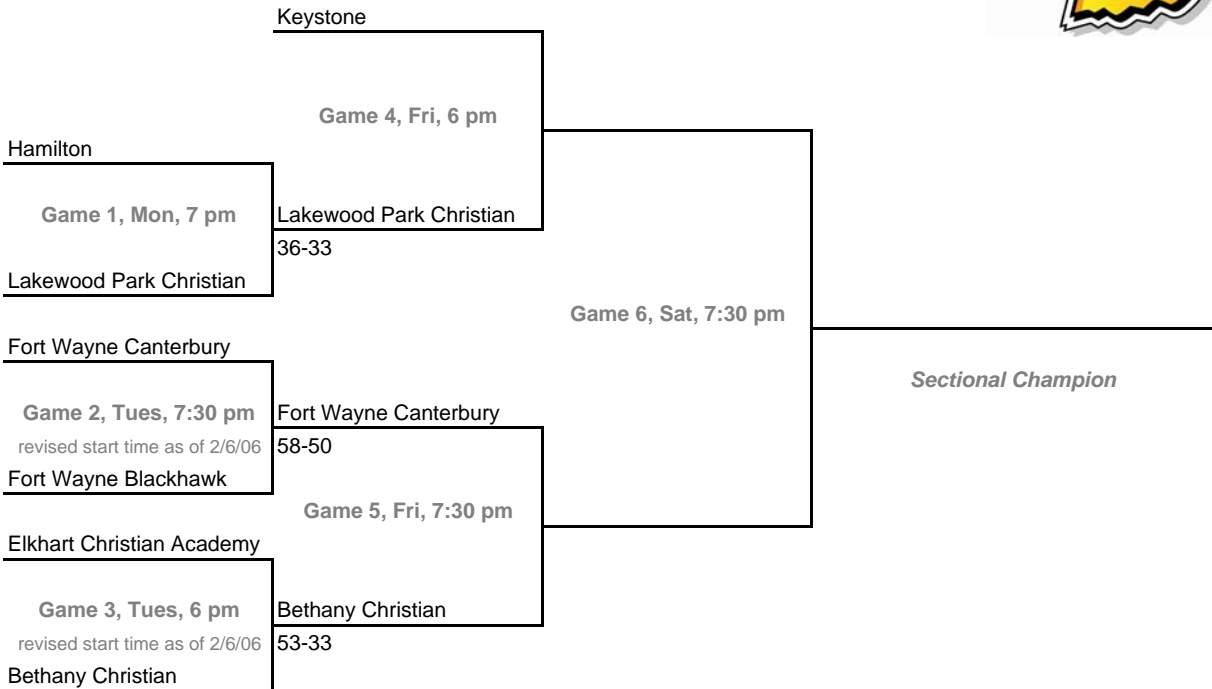 Keystone
Game 4, Fri, 6 pm
Hamilton
Game 1, Mon, 7 pm
Lakewood Park Christian
36-33
Lakewood Park Christian
Game 6, Sat, 7:30 pm
Fort Wayne Canterbury
Sectional Champion
Game 2, Tues, 7:30 pm
Fort Wayne Canterbury
revised start time as of 2/6/06
58-50
Fort Wayne Blackhawk
Game 5, Fri, 7:30 pm
Elkhart Christian Academy
Game 3, Tues, 6 pm
Bethany Christian
revised start time as of 2/6/06
53-33
Bethany Christian